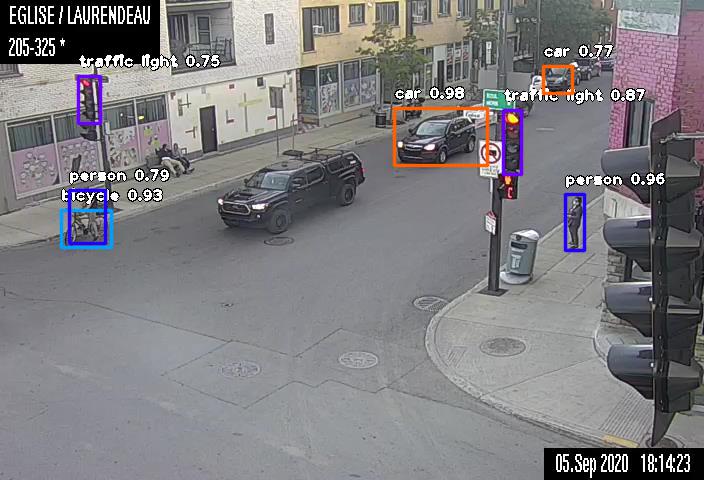 EGLISE / LAURENDEAU
205-325 *
traffic light 0.75
car 0.77
car 0.98
traffic light 0.87
person 0.79
bicycle 0.93
person 0.96
05.Sep 2020 18:14:23